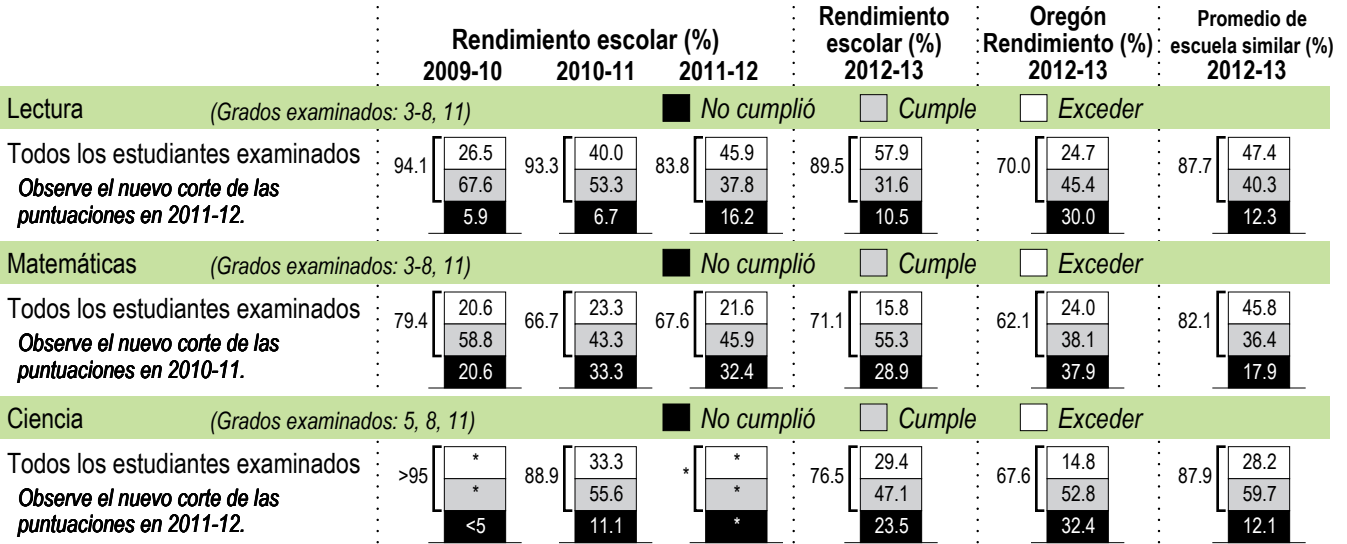 Rendimiento escolar (%)
2009-10 2010-11 2011-12
Rendimiento
escolar (%)
2012-13
Oregón
Rendimiento (%)
2012-13
Promedio de
escuela similar (%)
2012-13
Lectura (Grados examinados: 3-8, 11) No cumplió Cumple Exceder
Todos los estudiantes examinados
Observe el nuevo corte de las
puntuaciones en 2011-12.
94.1 26.5 93.3 40.0 83.8 45.9 89.5 57.9 70.0 24.7 87.7 47.4
67.6 53.3 37.8 31.6 45.4 40.3
5.9 6.7 16.2 10.5 30.0 12.3
Matemáticas (Grados examinados: 3-8, 11) No cumplió Cumple Exceder
Todos los estudiantes examinados
Observe el nuevo corte de las
puntuaciones en 2010-11.
79.4 20.6 66.7 23.3 67.6 21.6 71.1 15.8 62.1 24.0 82.1 45.8
58.8 43.3 45.9 55.3 38.1 36.4
20.6 33.3 32.4 28.9 37.9 17.9
Ciencia (Grados examinados: 5, 8, 11) No cumplió Cumple Exceder
Todos los estudiantes examinados
Observe el nuevo corte de las
puntuaciones en 2011-12.
>95 * 88.9 33.3 * * 76.5 29.4 67.6 14.8 87.9 28.2
* 55.6 * 47.1 52.8 59.7
<5 11.1 * 23.5 32.4 12.1